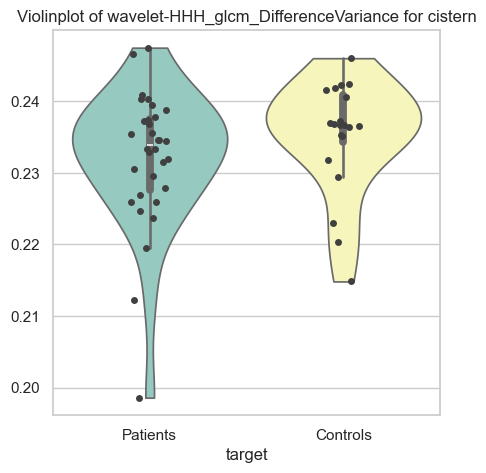 Violinplot of wavelet-HHH_glcm_DifferenceVariance for cistern
0.24
0.23
0.22
0.21
0.20
Patients
Controls
target